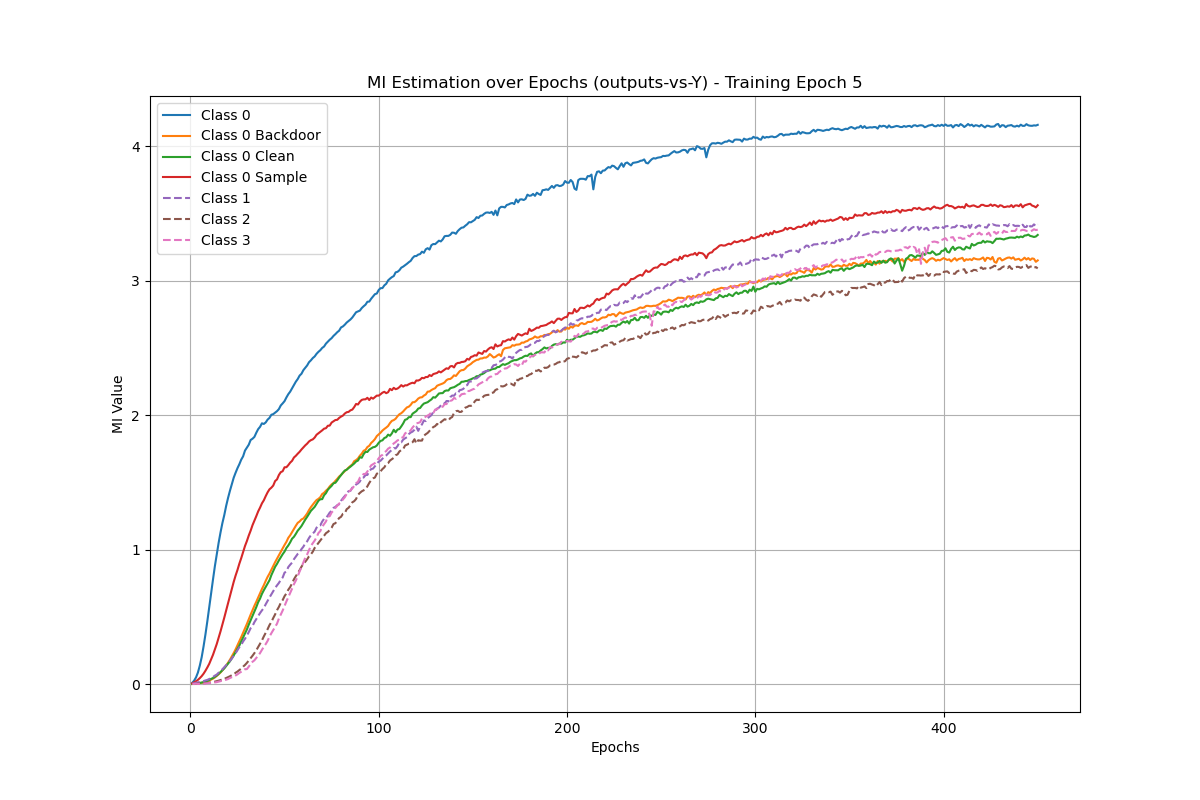 MI Estimation over Epochs (outputs-vs-Y) - Training Epoch 5
Class 0
Class 0 Backdoor
Class 0 Clean
Class 0 Sample
Class 1
Class 2
Class 3
MI Value
4
3
2
1
0
0 100 200 300 400
Epochs